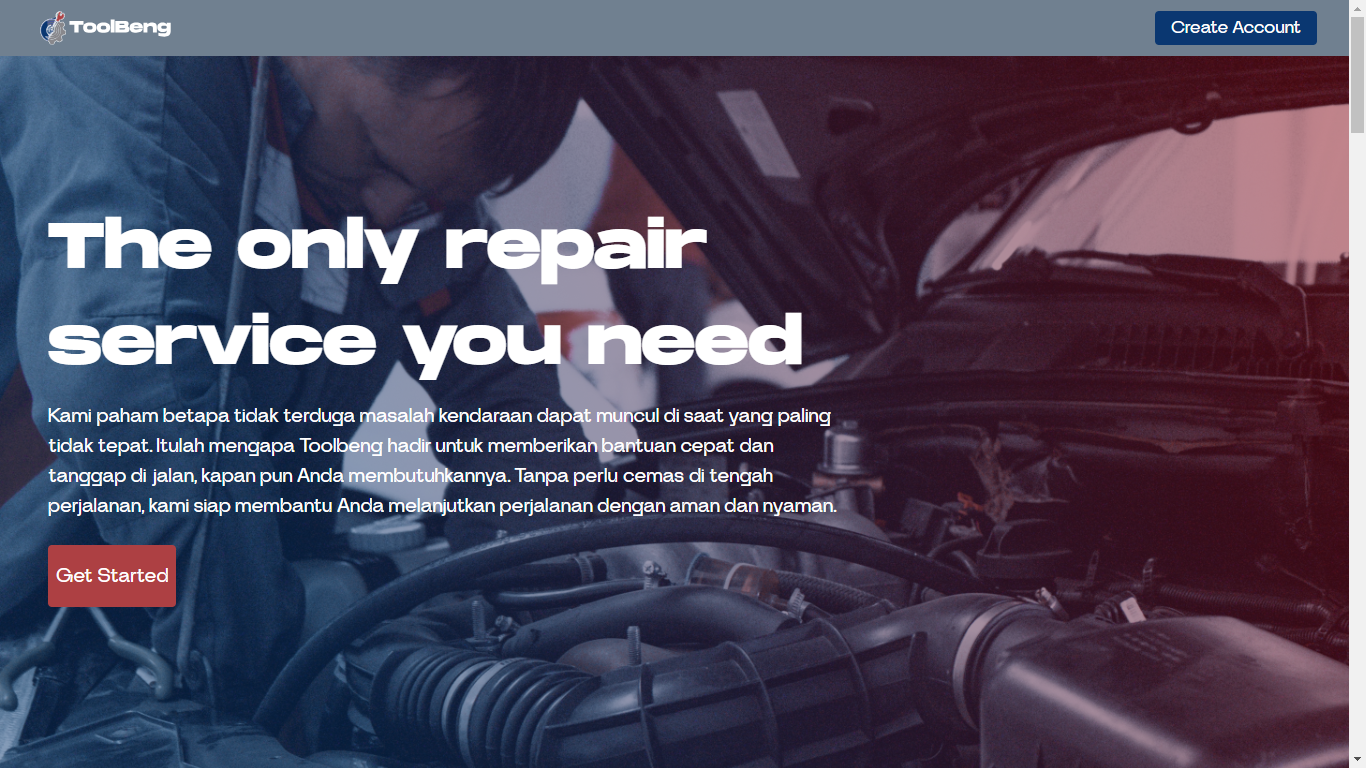 ToolBeng
Create Account
The only repair
service you need
Kami paham betapa tidak terduga masalah kendaraan dapat muncul di saat yang paling
tidak tepat. Itulah mengapa Toolbeng hadir untuk memberikan bantuan cepat dan
tanggap di jalan, kapan pun Anda membutuhkannya. Tanpa perlu cemas di tengah
perjalanan, kami siap membantu Anda melanjutkan perjalanan dengan aman dan nyaman.
Get Started